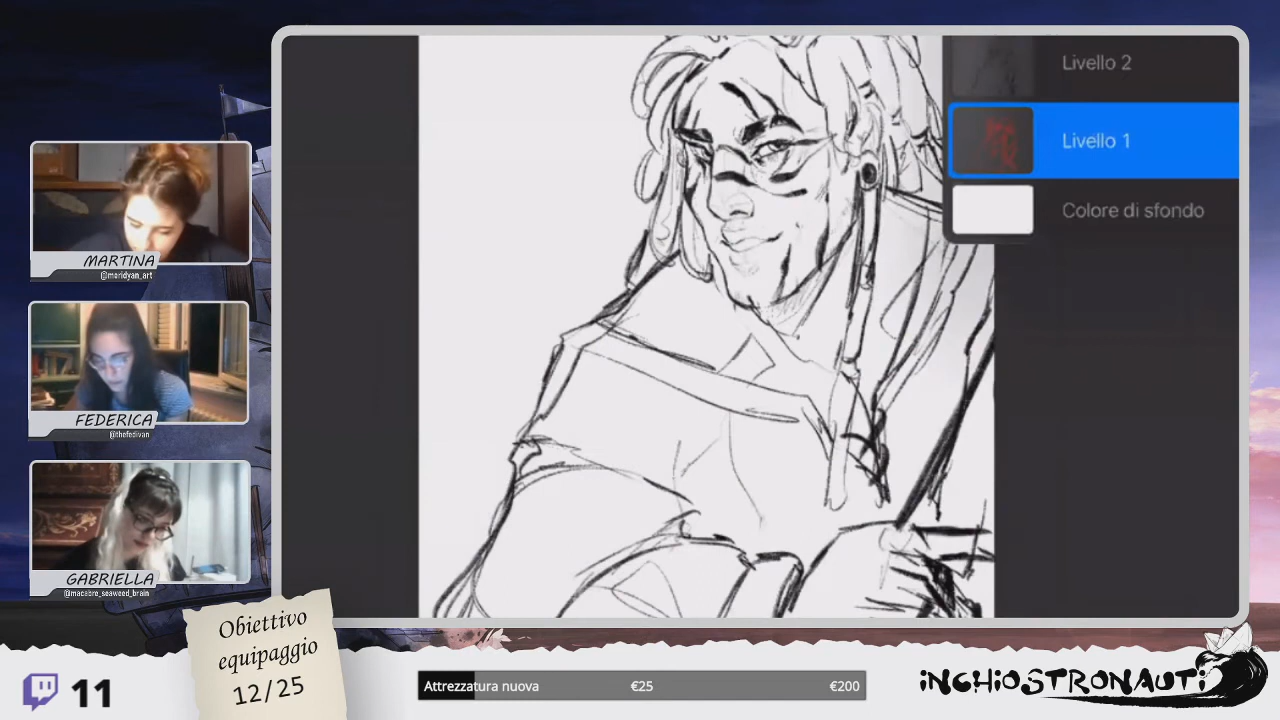 Livello 2
Livello 1
Colore di sfondo
MARTINA
@meridyan_art
FEDERICA
@thefedivan
GABRIELLA
@macabre_seaweed_brain
Obiettivo
equipaggio
12/25
11
Attrezzatura nuova €25 €200
iNCHiOSTRONAUTi